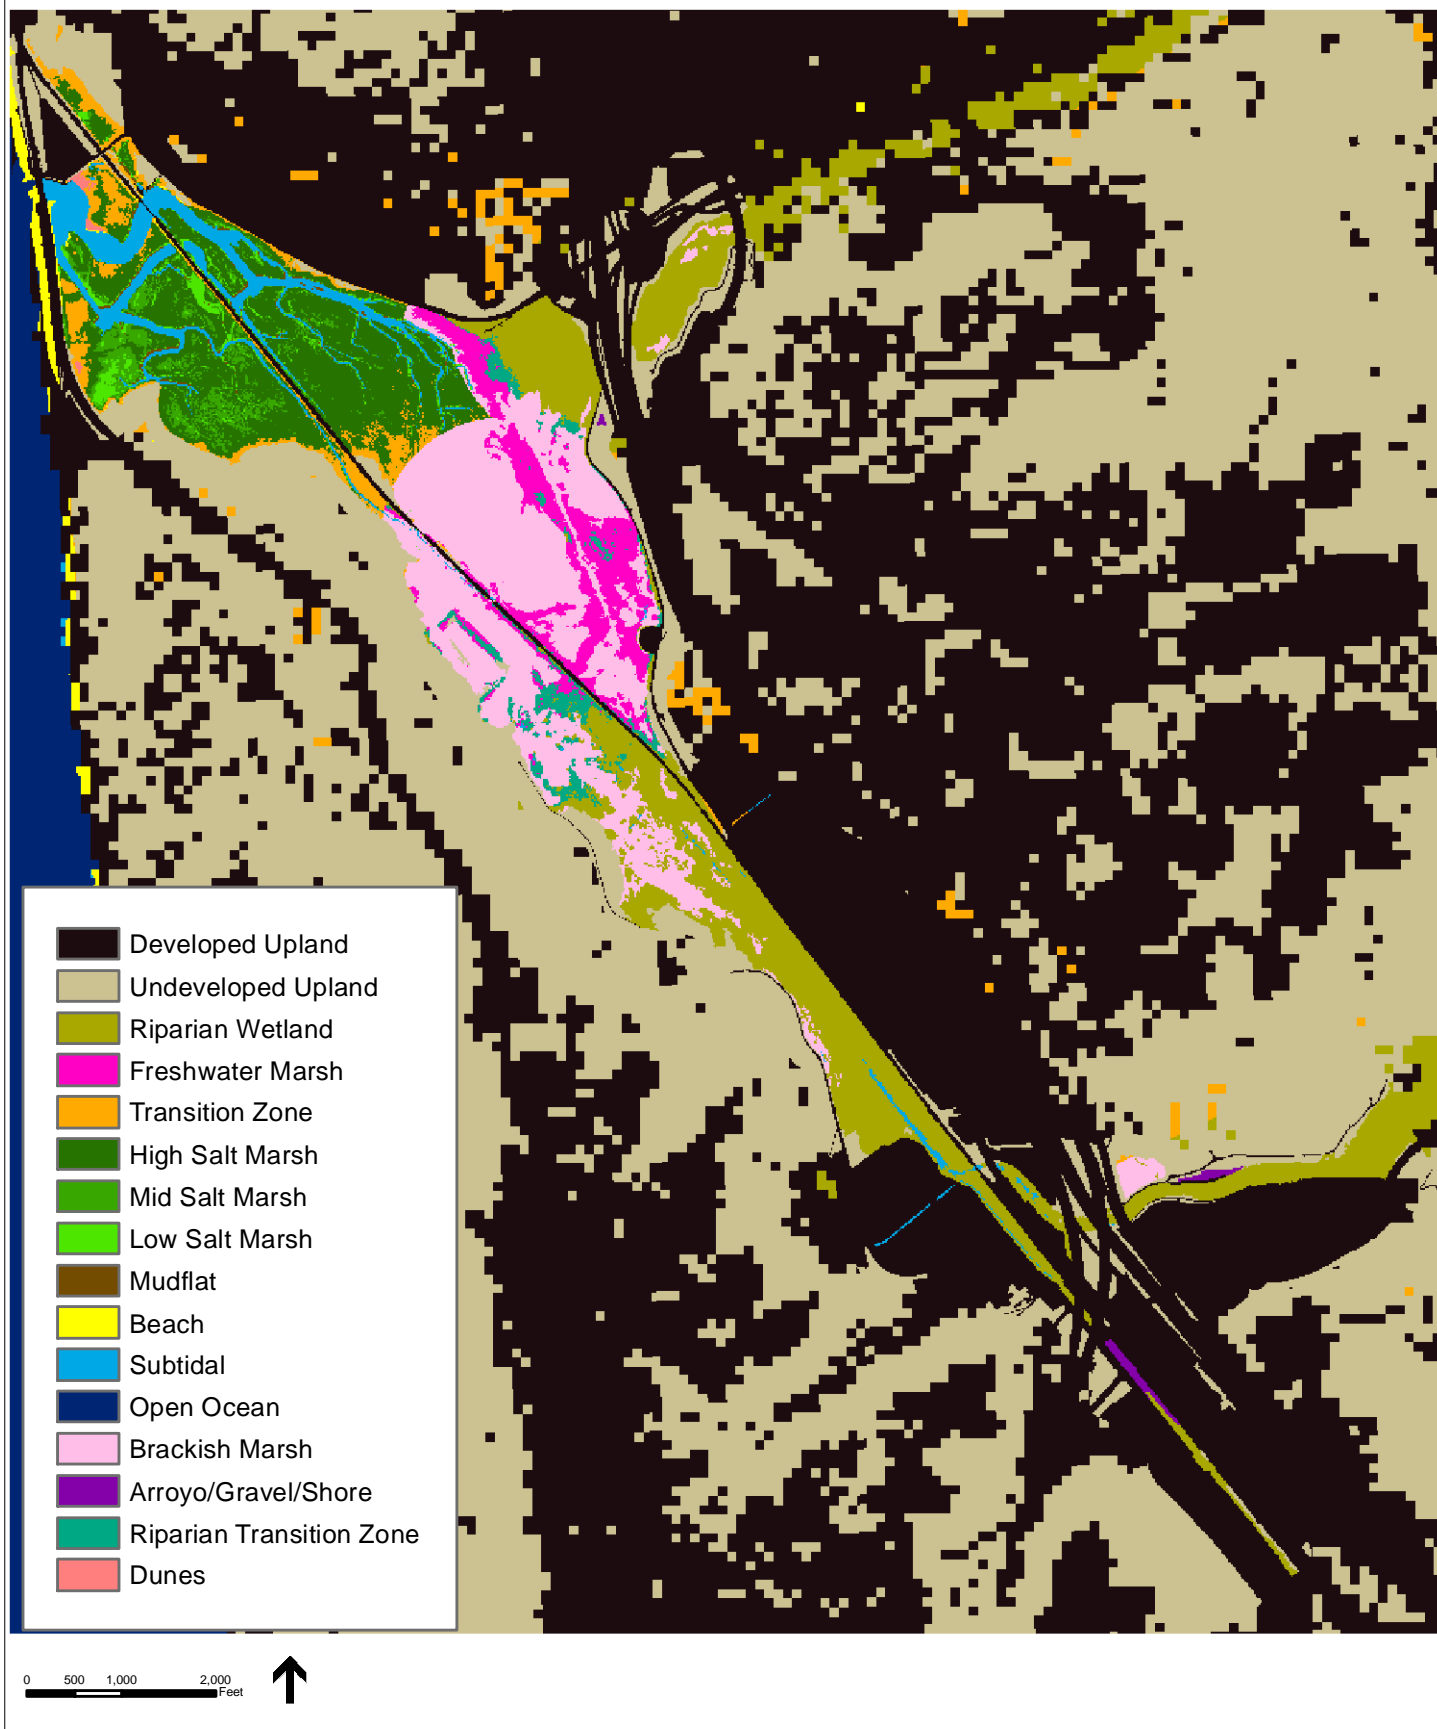 Developed Upland
Undeveloped Upland
Riparian Wetland
Freshwater Marsh
Transition Zone
High Salt Marsh
Mid Salt Marsh
Low Salt Marsh
Mudflat
Beach
Subtidal
Open Ocean
Brackish Marsh
Arroyo/Gravel/Shore
Riparian Transition Zone
Dunes
0 500 1,000 2,000
Feet